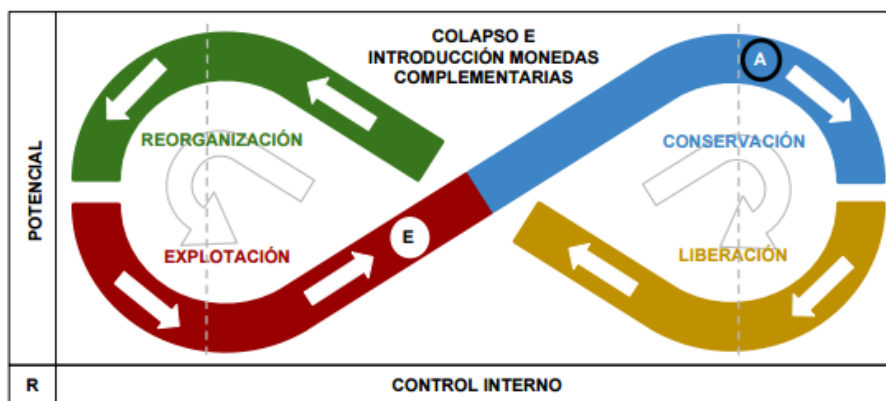 COLAPSO E
INTRODUCCIÓN MONEDAS
COMPLEMENTARIAS
A
REORGANIZACIÓN
CONSERVACIÓN
POTENCIAL
E
EXPLOTACIÓN
LIBERACIÓN
R
CONTROL INTERNO